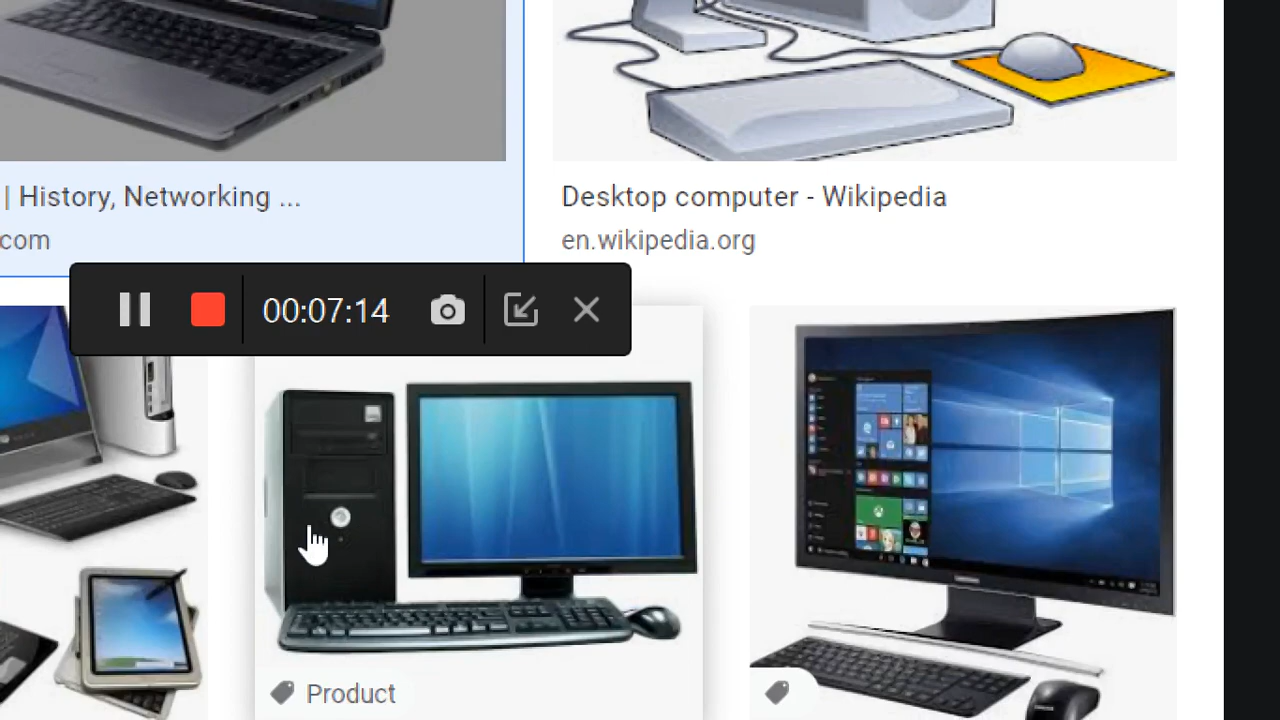 | History, Networking ...
Desktop computer - Wikipedia
com
en.wikipedia.org
00:07:14
Product